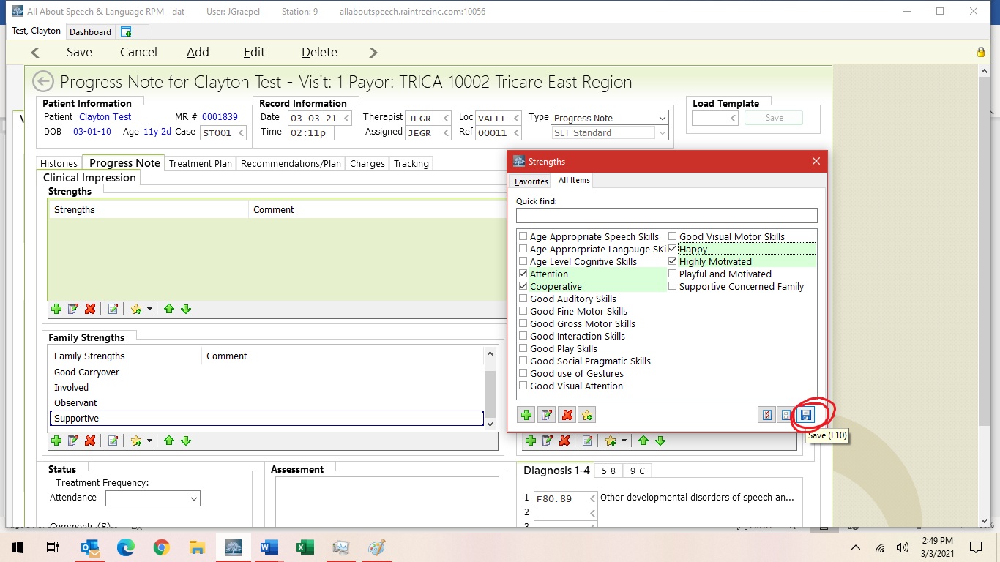 All About Speech & Language RPM - dat User: JGraepel Station: 9 allaboutspeech.raintreeinc.com:10056
Test, Clayton Dashboard
Save Cancel Add Edit Delete
Progress Note for Clayton Test - Visit: 1 Payor: TRICA 10002 Tricare East Region
Patient Information
Patient Clayton Test MR # 0001839
DOB 03-01-10 Age 11y 2d Case ST001
Record Information
Date 03-03-21 Therapist JEGR Loc VALFL Type Progress Note
Time 02:11p Assigned JEGR Ref 00011 SLT Standard
Load Template
Save
Histories Progress Note Treatment Plan Recommendations/Plan Charges Tracking
Clinical Impression
Strengths
Strengths Comment
Family Strengths
Family Strengths Comment
Good Carryover
Involved
Observant
Supportive
Strengths
Favorites All Items
Quick find:
Age Appropriate Speech Skills
Age Approrpriate Langauge SKi
Age Level Cognitive Skills
Attention
Cooperative
Good Auditory Skills
Good Fine Motor Skills
Good Gross Motor Skills
Good Interaction Skills
Good Play Skills
Good Social Pragmatic Skills
Good use of Gestures
Good Visual Attention
Good Visual Motor Skills
Happy
Highly Motivated
Playful and Motivated
Supportive Concerned Family
Save (F10)
Status
Treatment Frequency:
Attendance
Comments (S)
Assessment
Diagnosis 1-4 5-8 9-C
1 F80.89 Other developmental disorders of speech an...
2
3
2:49 PM
3/3/2021